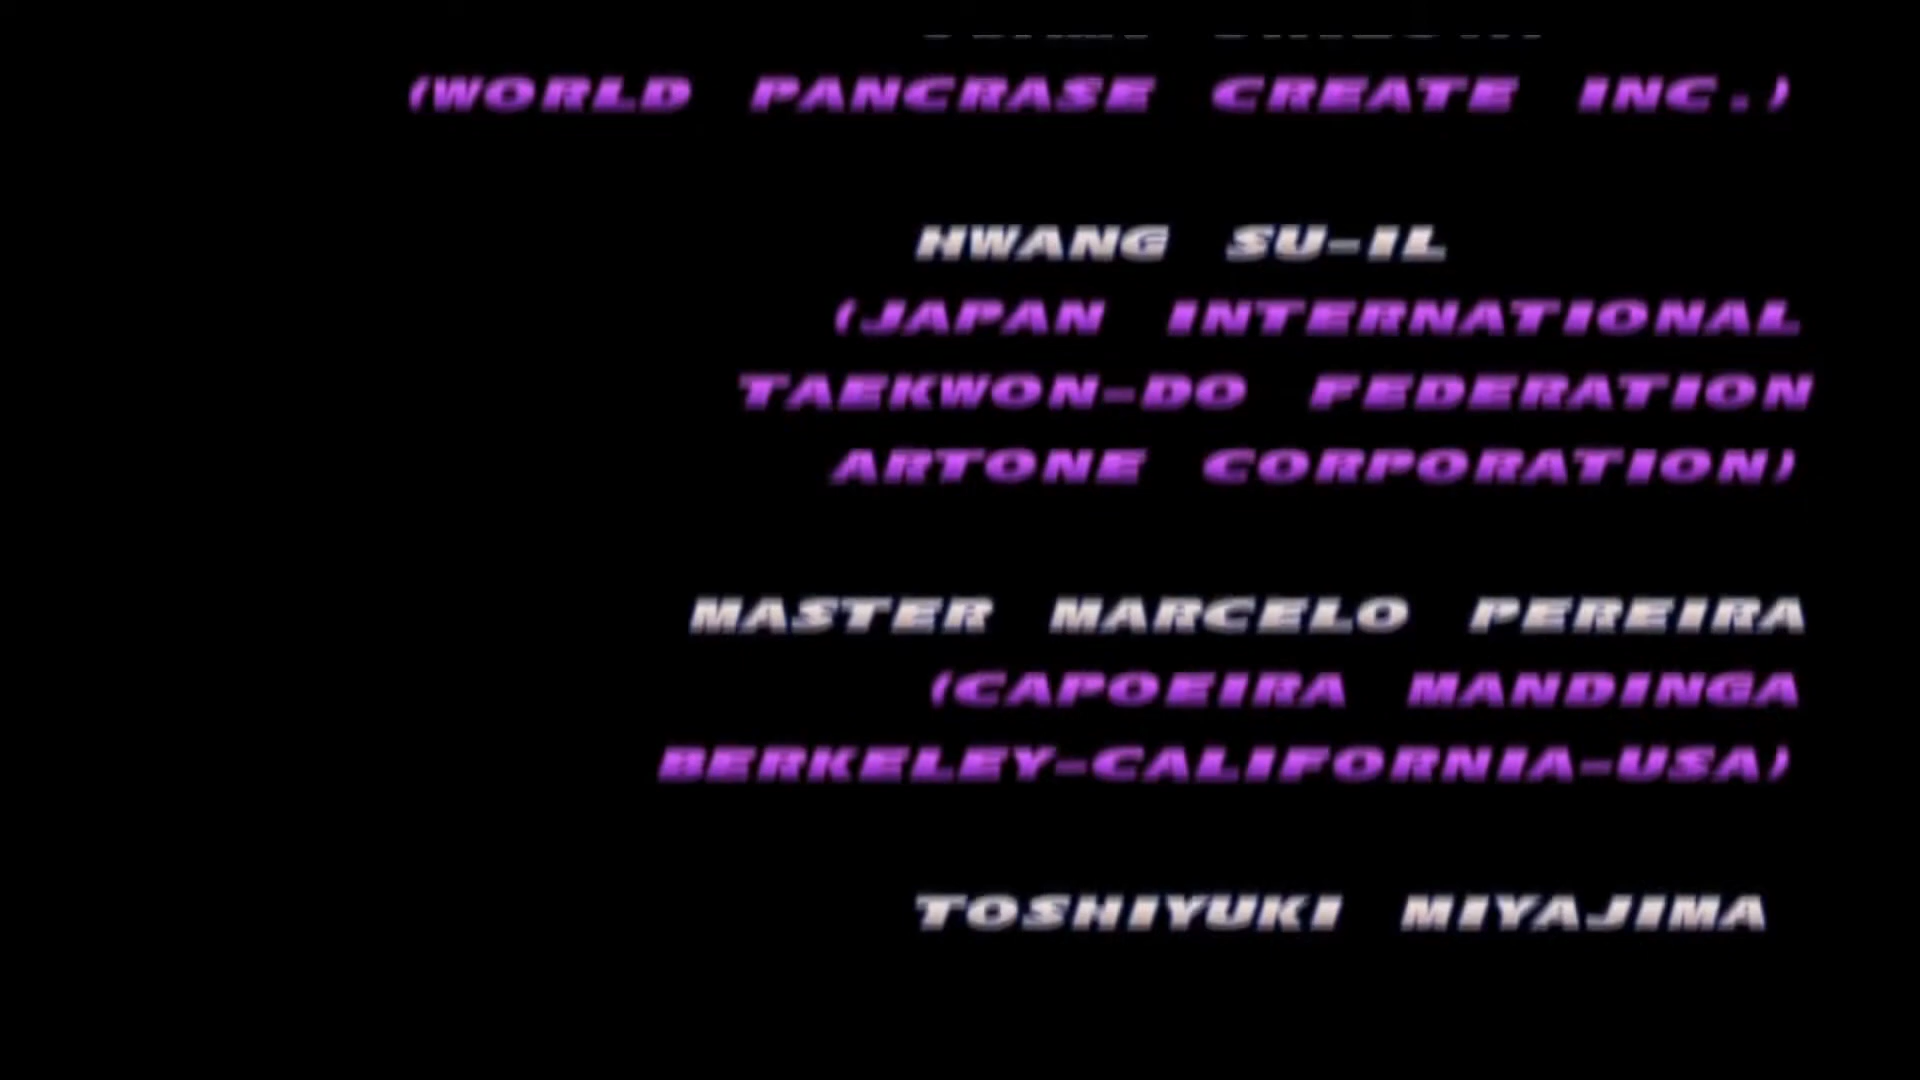 (WORLD PANCRASE CREATE INC.)
HWANG SU-IL
(JAPAN INTERNATIONAL
TAEKWON-DO FEDERATION
ARTONE CORPORATION)
MASTER MARCELO PEREIRA
(CAPOEIRA MANDINGA
BERKELEY-CALIFORNIA-USA)
TOSHIYUKI MIYAJIMA